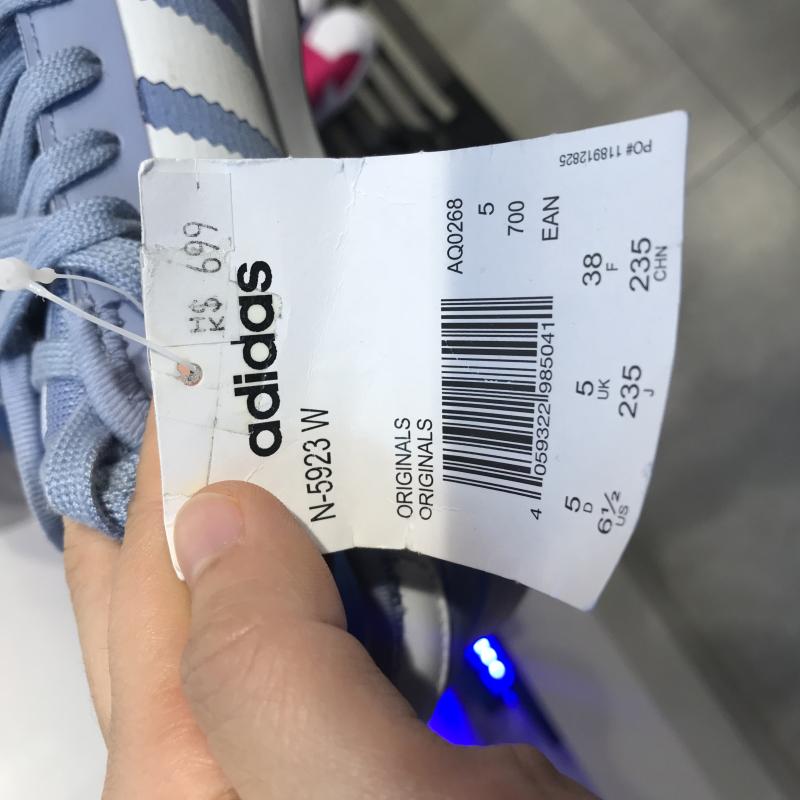 HK$ 699
adidas
N-5923 W
ORIGINALS
ORIGINALS
AQ0268
5
700
EAN
4 059322 985041
5 D
5 UK
38 F
6½ US
235 J
235 CHN
PO# 118912825